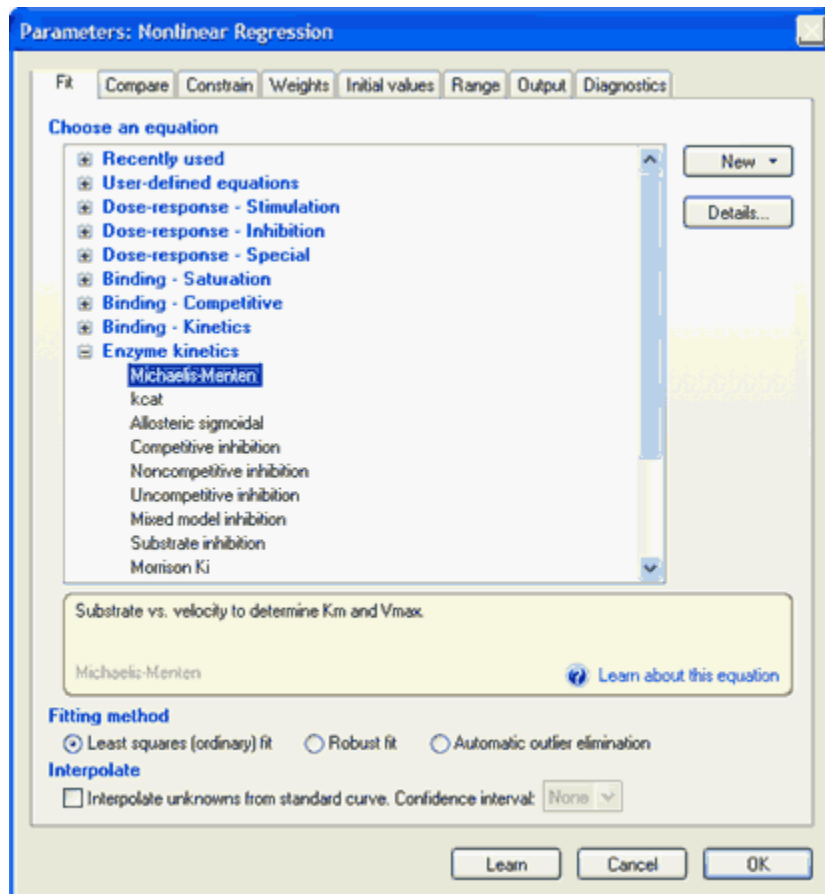 Parameters: Nonlinear Regression
Fit Compare Constrain Weights Initial values Range Output Diagnostics
Choose an equation
Recently used
New
User-defined equations
Dose-response - Stimulation
Details...
Dose-response - Inhibition
Dose-response - Special
Binding - Saturation
Binding - Competitive
Binding - Kinetics
Enzyme kinetics
Michaelis-Menten
kcat
Allosteric sigmoidal
Competitive inhibition
Noncompetitive inhibition
Uncompetitive inhibition
Mixed model inhibition
Substrate inhibition
Morrison Ki
Substrate vs. velocity to determine Km and Vmax.
Michaelis-Menten
Learn about this equation
Fitting method
Least squares (ordinary) fit Robust fit Automatic outlier elimination
Interpolate
Interpolate unknowns from standard curve. Confidence interval: None
Learn Cancel OK